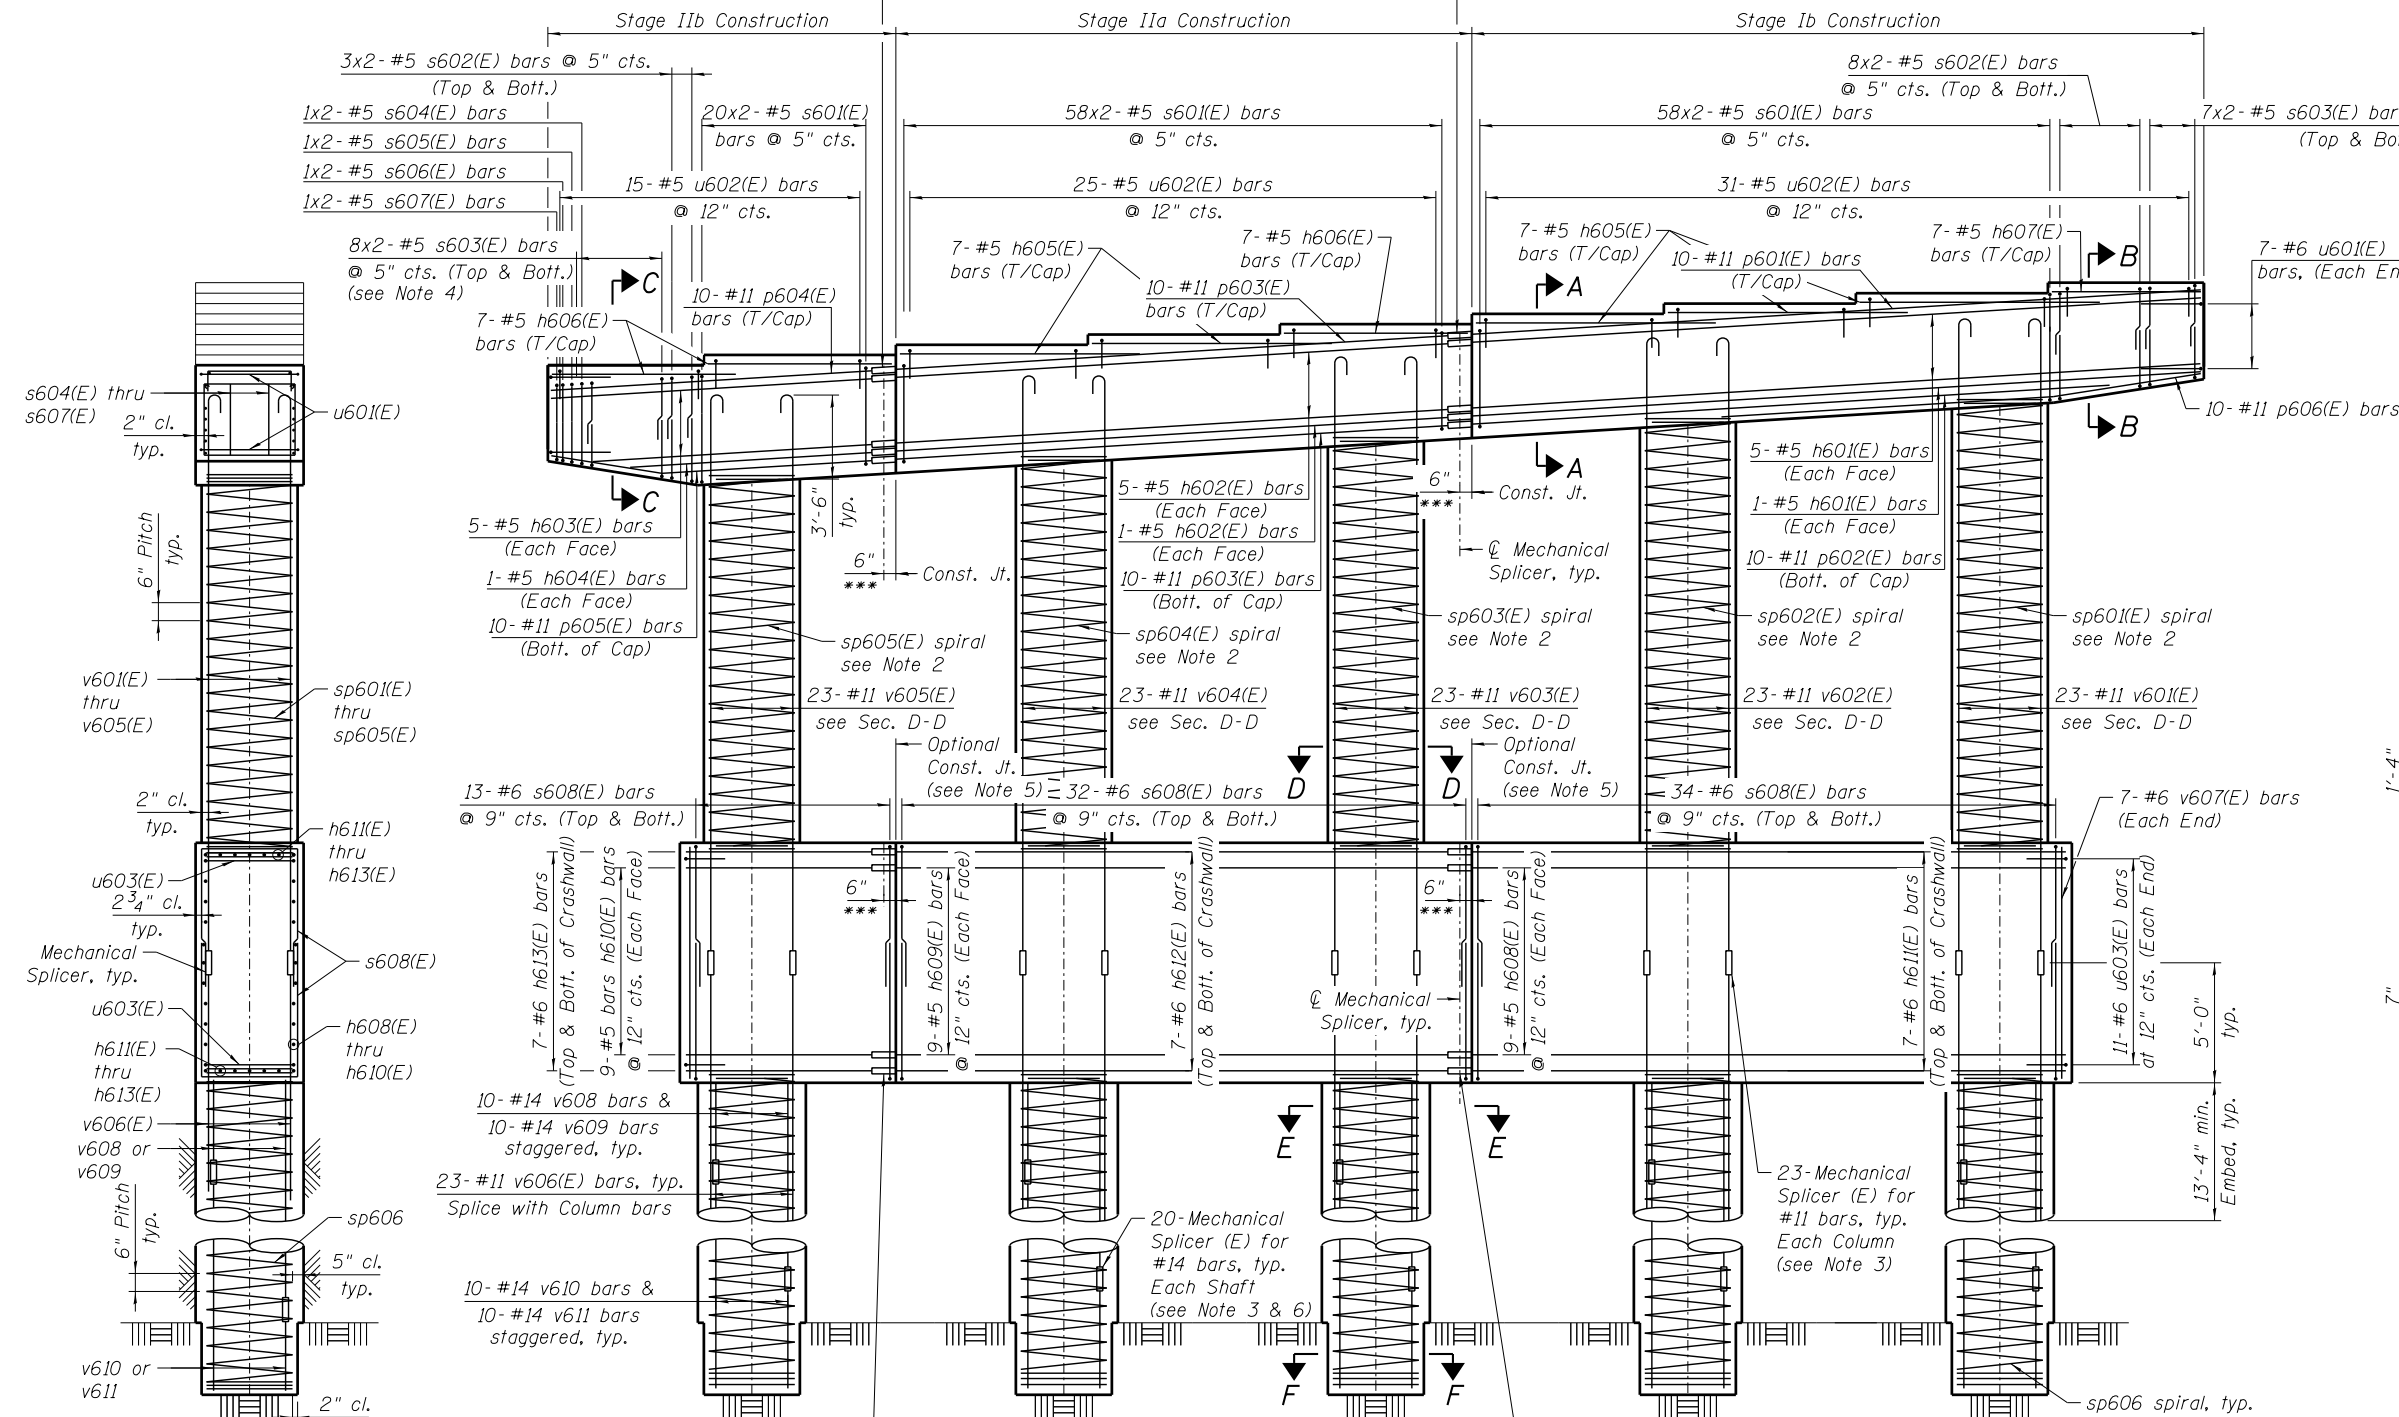 Stage IIb Construction
Stage IIa Construction
Stage Ib Construction
3x2-#5 s602(E) bars @ 5" cts.
(Top & Bott.)
8x2-#5 s602(E) bars
@ 5" cts. (Top & Bott.)
1x2-#5 s604(E) bars
20x2-#5 s601(E)
bars @ 5" cts.
58x2-#5 s601(E) bars
@ 5" cts.
58x2-#5 s601(E) bars
@ 5" cts.
7x2-#5 s603(E) bar
(Top & Bo
1x2-#5 s605(E) bars
1x2-#5 s606(E) bars
1x2-#5 s607(E) bars
15-#5 u602(E) bars
@ 12" cts.
25-#5 u602(E) bars
@ 12" cts.
31-#5 u602(E) bars
@ 12" cts.
8x2-#5 s603(E) bars
@ 5" cts. (Top & Bott.)
(see Note 4)
C
7-#5 h605(E)
bars (T/Cap)
7-#5 h606(E)
bars (T/Cap)
7-#5 h605(E)
bars (T/Cap)
7-#5 h607(E)
bars (T/Cap)
B
7-#6 u601(E)
bars, (Each En
10-#11 p604(E)
bars (T/Cap)
10-#11 p603(E)
bars (T/Cap)
A
10-#11 p601(E) bars
(T/Cap)
7-#5 h606(E)
bars (T/Cap)
s604(E) thru
s607(E)
u601(E)
2" cl.
typ.
10-#11 p606(E) bars
B
A
C
3'-6"
typ.
5-#5 h603(E) bars
(Each Face)
1-#5 h604(E) bars
(Each Face)
10-#11 p605(E) bars
(Bott. of Cap)
6"
***
Const. Jt.
5-#5 h602(E) bars
(Each Face)
1-#5 h602(E) bars
(Each Face)
10-#11 p603(E) bars
(Bott. of Cap)
6"
***
Const. Jt.
℄ Mechanical
Splicer, typ.
5-#5 h601(E) bars
(Each Face)
1-#5 h601(E) bars
(Each Face)
10-#11 p602(E) bars
(Bott. of Cap)
6" Pitch
typ.
sp605(E) spiral
see Note 2
sp604(E) spiral
see Note 2
sp603(E) spiral
see Note 2
sp602(E) spiral
see Note 2
sp601(E) spiral
see Note 2
v601(E)
thru
v605(E)
sp601(E)
thru
sp605(E)
23-#11 v605(E)
see Sec. D-D
23-#11 v604(E)
see Sec. D-D
23-#11 v603(E)
see Sec. D-D
23-#11 v602(E)
see Sec. D-D
23-#11 v601(E)
see Sec. D-D
Optional
Const. Jt.
(see Note 5)
D
D
Optional
Const. Jt.
(see Note 5)
1'-4"
2" cl.
typ.
13-#6 s608(E) bars
@ 9" cts. (Top & Bott.)
32-#6 s608(E) bars
@ 9" cts. (Top & Bott.)
34-#6 s608(E) bars
@ 9" cts. (Top & Bott.)
7-#6 v607(E) bars
(Each End)
h611(E)
thru
h613(E)
u603(E)
2 3/4" cl.
typ.
Mechanical
Splicer, typ.
s608(E)
u603(E)
h608(E)
thru
h610(E)
h611(E)
thru
h613(E)
7-#6 h613(E) bars
(Top & Bott. of Crashwall)
9-#5 bars h610(E) bars
@ 12" cts. (Each Face)
6"
***
9-#5 h609(E) bars
@ 12" cts. (Each Face)
7-#6 h612(E) bars
(Top & Bott. of Crashwall)
6"
***
℄ Mechanical
Splicer, typ.
9-#5 h608(E) bars
@ 12" cts. (Each Face)
7-#6 h611(E) bars
(Top & Bott. of Crashwall)
11-#6 u603(E) bars
at 12" cts. (Each End)
5'-0"
typ.
7"
13'-4" min.
Embed, typ.
v606(E)
v608 or
v609
10-#14 v608 bars &
10-#14 v609 bars
staggered, typ.
E
E
23-#11 v606(E) bars, typ.
Splice with Column bars
23-Mechanical
Splicer (E) for
#11 bars, typ.
Each Column
(see Note 3)
6" Pitch
typ.
sp606
5" cl.
typ.
20-Mechanical
Splicer (E) for
#14 bars, typ.
Each Shaft
(see Note 3 & 6)
10-#14 v610 bars &
10-#14 v611 bars
staggered, typ.
v610 or
v611
F
F
2" cl.
sp606 spiral, typ.